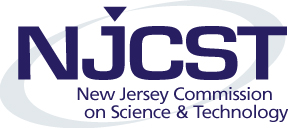 NJCST
New Jersey Commission
on Science & Technology